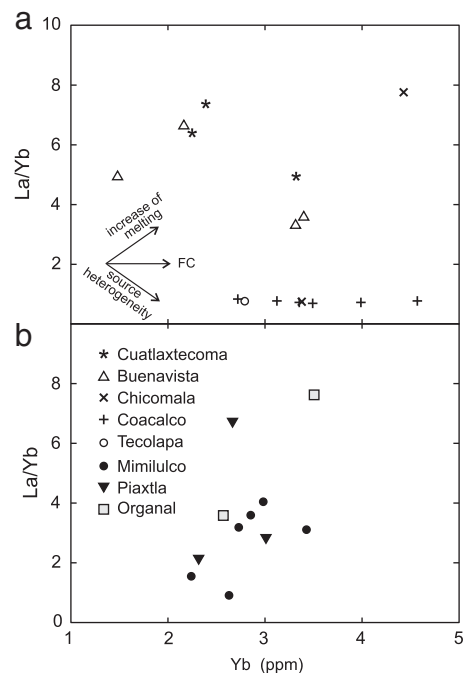 a
10
8
6
4
2
La/Yb
increase of
melting
FC
source
heterogeneity
b
Cuatlaxtecoma
Buenavista
Chicomala
Coacalco
Tecolapa
Mimilulco
Piaxtla
Organal
8
6
4
2
0
La/Yb
1 2 3 4 5
Yb (ppm)